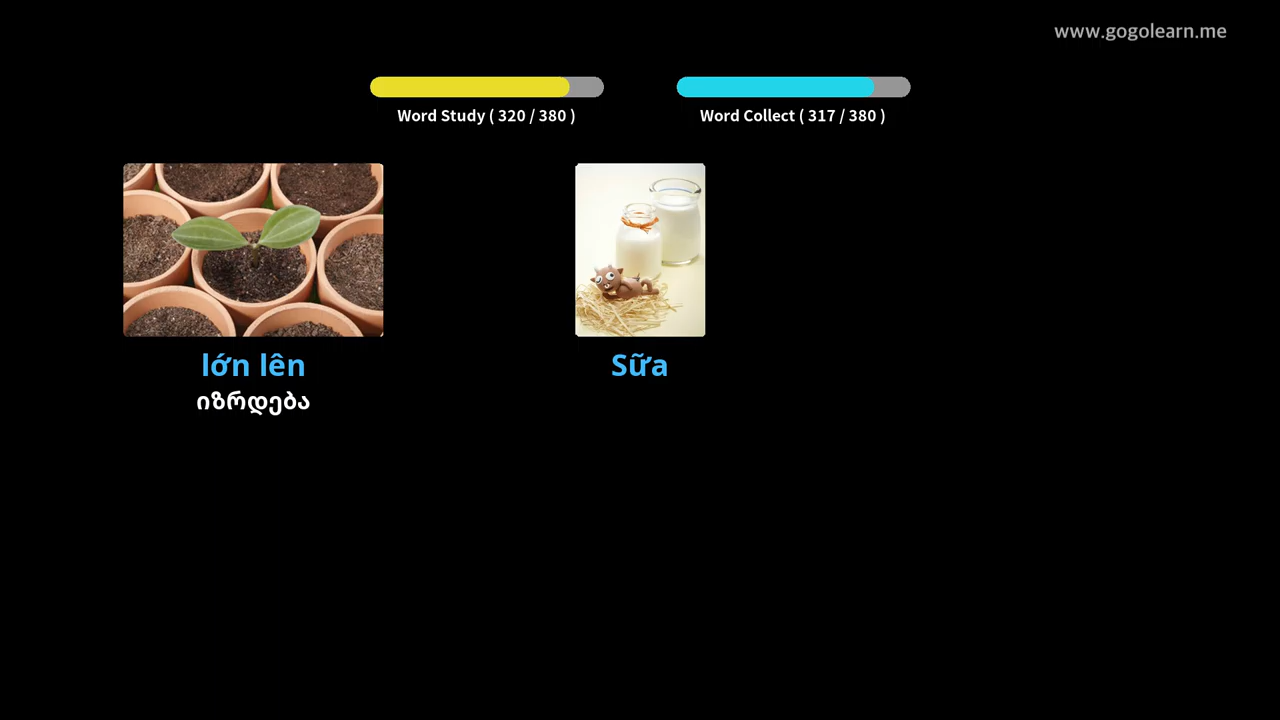 www.gogolearn.me
Word Study ( 320 / 380 )
Word Collect ( 317 / 380 )
lớn lên
იზრდება
Sữa